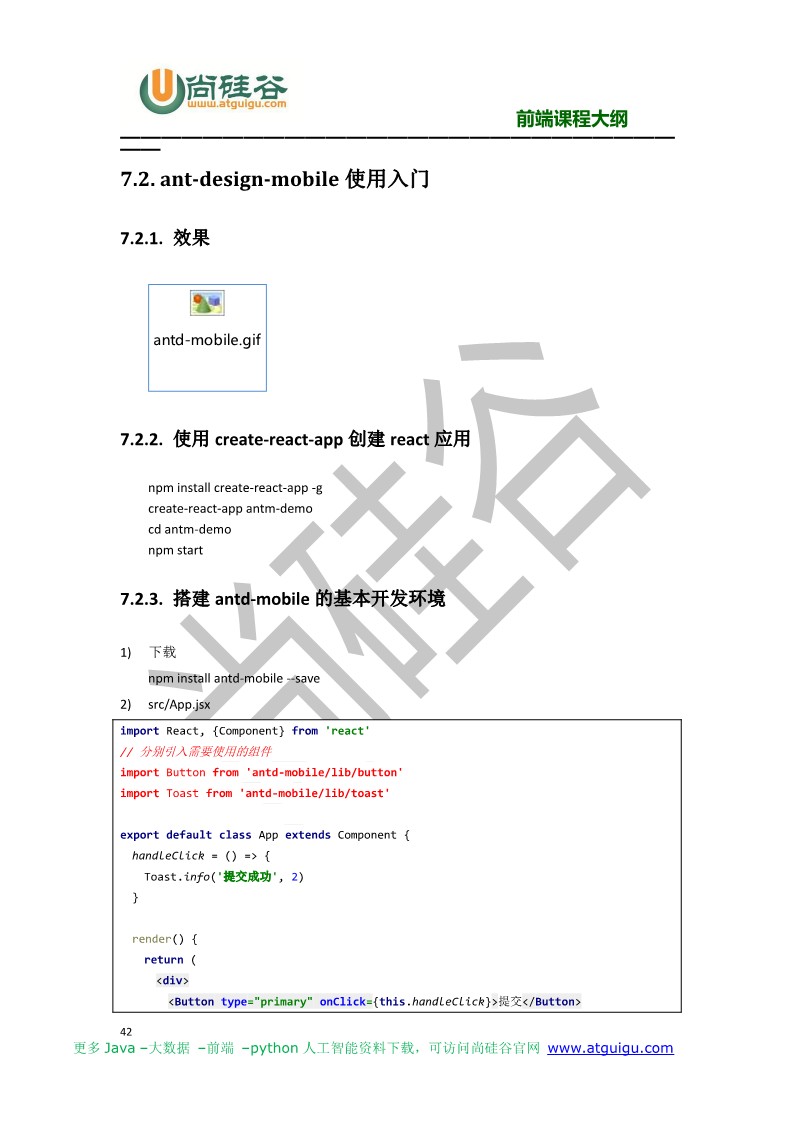 尚硅谷
www.atguigu.com
前端课程大纲
7.2. ant-design-mobile 使用入门
7.2.1. 效果
antd-mobile.gif
7.2.2. 使用 create-react-app 创建 react 应用
npm install create-react-app -g
create-react-app antm-demo
cd antm-demo
npm start
7.2.3. 搭建 antd-mobile 的基本开发环境
1) 下载
npm install antd-mobile --save
2) src/App.jsx
import React, {Component} from 'react'
// 分别引入需要使用的组件
import Button from 'antd-mobile/lib/button'
import Toast from 'antd-mobile/lib/toast'
export default class App extends Component {
handleClick = () => {
Toast.info('提交成功', 2)
}
render() {
return (
<div>
<Button type="primary" onClick={this.handleClick}>提交</Button>
42
更多 Java –大数据 –前端 –python 人工智能资料下载，可访问尚硅谷官网 www.atguigu.com
尚硅谷